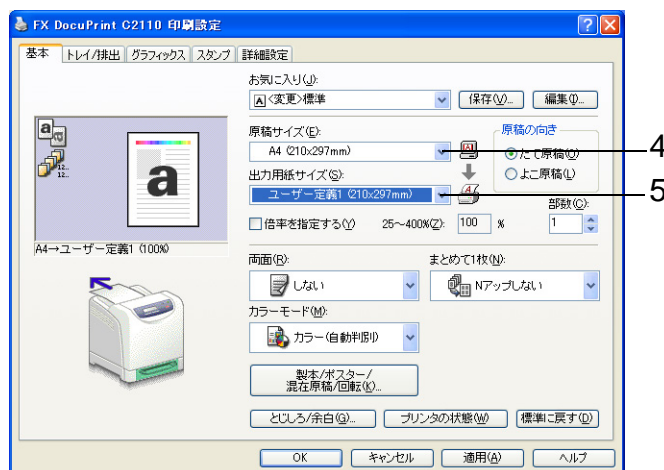 FX DocuPrint C2110 印刷設定
基本 トレイ/排出 グラフィックス スタンプ 詳細設定
お気に入り(J):
A <変更>標準 保存(V)... 編集(I)...
原稿サイズ(E): 原稿の向き
A4 (210x297mm) 4
たて原稿(O)
出力用紙サイズ(S): よこ原稿(L)
ユーザー定義1 (210x297mm) 5
部数(C):
倍率を指定する(Y) 25~400%(Z): 100 % 1
a
12..
12..
a
A4→ユーザー定義1 (100%)
両面(R): まとめて1枚(N):
しない Nアップしない
カラーモード(M):
カラー(自動判別)
製本/ポスター/
混在原稿/回転(K)...
とじしろ/余白(G)... プリンタの状態(W) 標準に戻す(D)
OK キャンセル 適用(A) ヘルプ